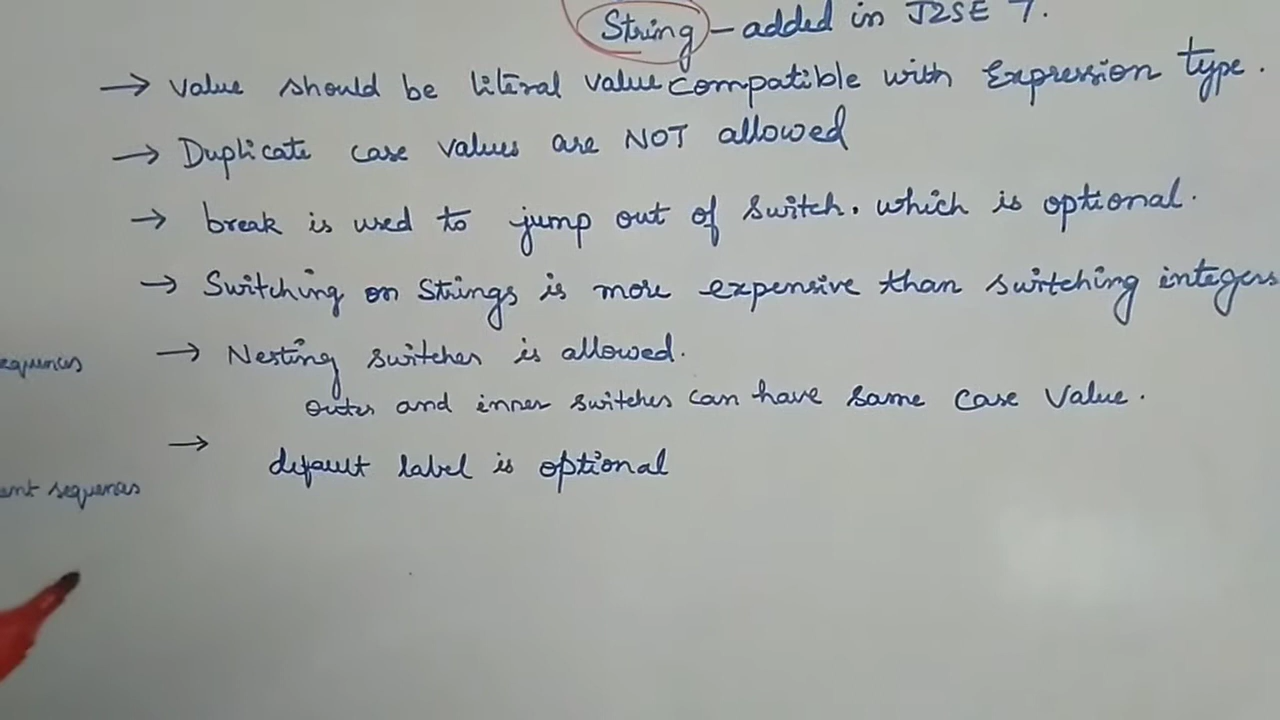 String - added in J2SE 7.
→ Value should be literal value compatible with Expression type.
→ Duplicate case values are NOT allowed
→ break is used to jump out of switch, which is optional.
→ Switching on Strings is more expensive than switching integers
→ Nesting switches is allowed.
outer and inner switches can have same case value.
→ default label is optional
sequences